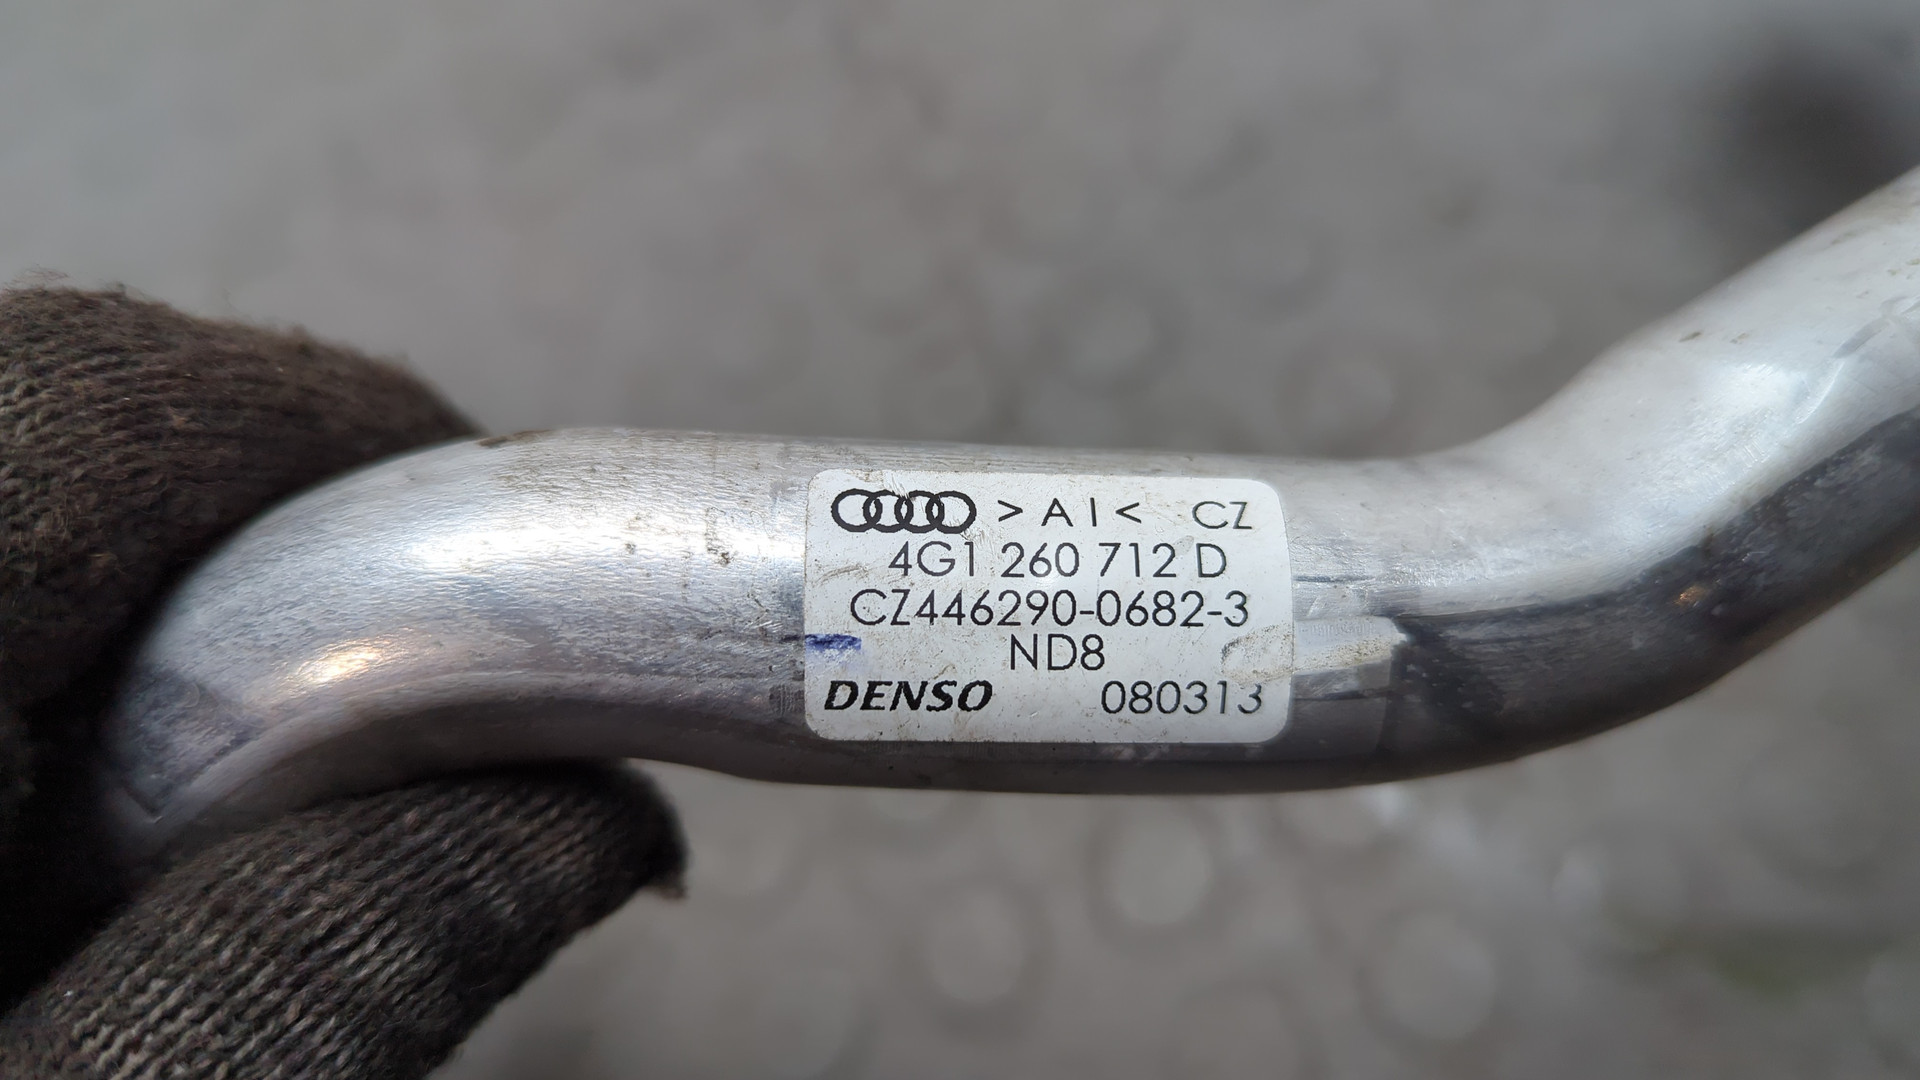 >AI< CZ
4G1 260 712 D
CZ446290-0682-3
ND8
DENSO 080313